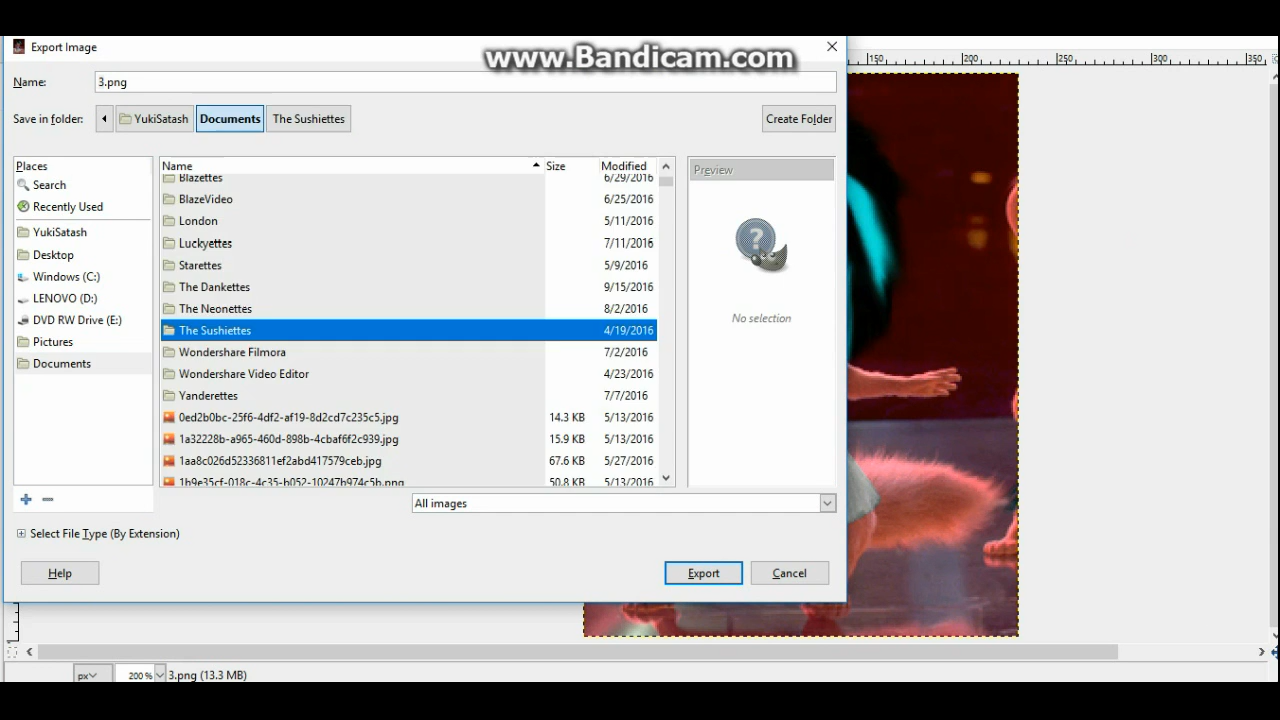 Export Image
www.Bandicam.com
Name: 3.png
Save in folder: YukiSatash Documents The Sushiettes Create Folder
150 200 250 300 350
Places Name Size Modified Preview
Search Blazettes 6/29/2016
BlazeVideo 6/25/2016
Recently Used London 5/11/2016
YukiSatash Luckyettes 7/11/2016
Desktop Starettes 5/9/2016
Windows (C:) The Dankettes 9/15/2016
LENOVO (D:) The Neonettes 8/2/2016
DVD RW Drive (E:) The Sushiettes 4/19/2016 No selection
Pictures Wondershare Filmora 7/2/2016
Documents Wondershare Video Editor 4/23/2016
Yanderettes 7/7/2016
0ed2b0bc-25f6-4df2-af19-8d2cd7c235c5.jpg 14.3 KB 5/13/2016
1a32228b-a965-460d-898b-4cbaf6f2c939.jpg 15.9 KB 5/13/2016
1aa8c026d52336811ef2abd417579ceb.jpg 67.6 KB 5/27/2016
1b9e35cf-018c-4c35-b052-10247b974c5b.png 50.8 KB 5/13/2016
All images
Select File Type (By Extension)
Help Export Cancel
px 200 % 3.png (13.3 MB)